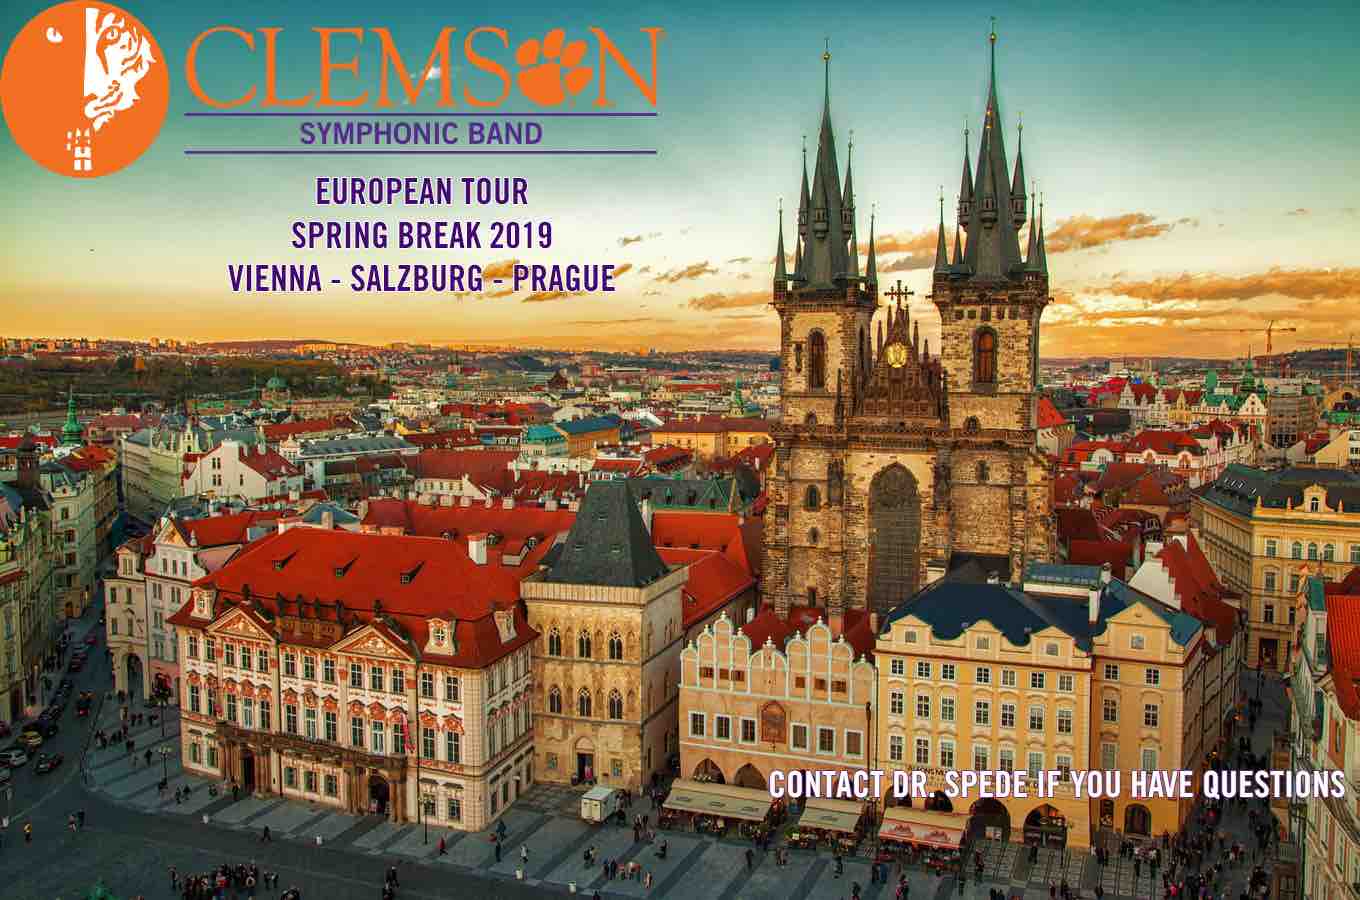 CLEMSON
SYMPHONIC BAND
EUROPEAN TOUR
SPRING BREAK 2019
VIENNA - SALZBURG - PRAGUE
CONTACT DR. SPEDE IF YOU HAVE QUESTIONS